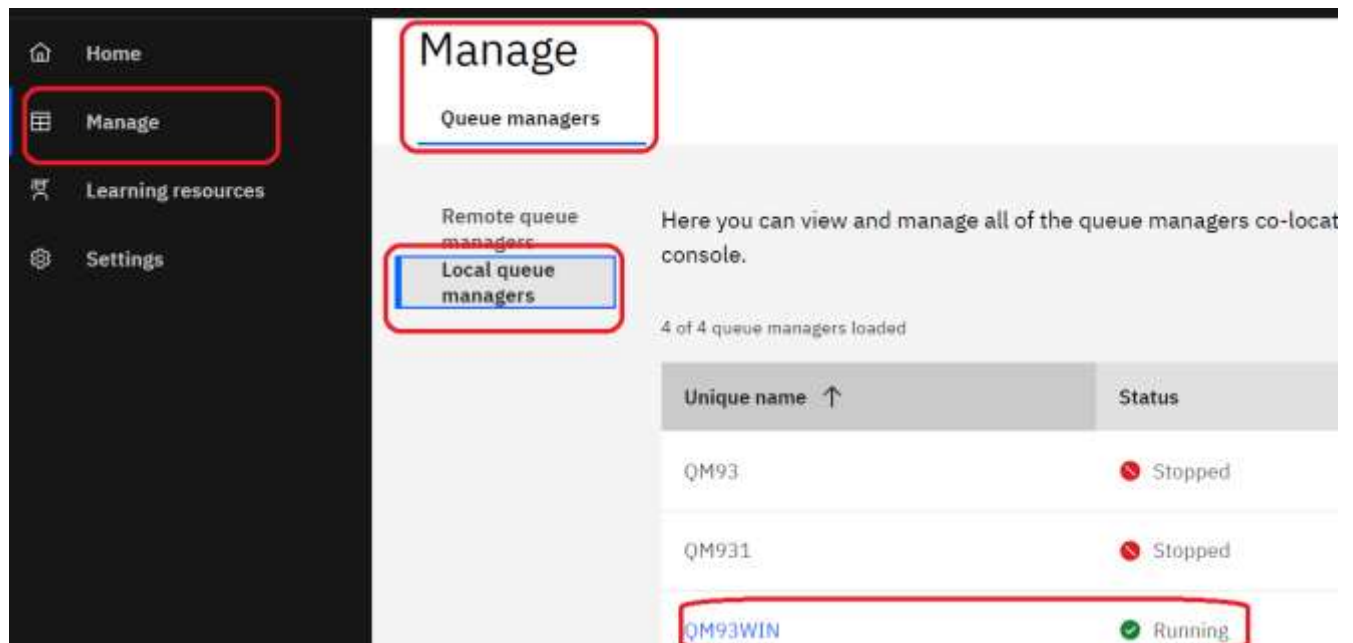 Home
Manage
Learning resources
Settings
Manage
Queue managers
Remote queue
managers
Local queue
managers
Here you can view and manage all of the queue managers co-locat
console.
4 of 4 queue managers loaded
Unique name Status
QM93 Stopped
QM931 Stopped
QM93WIN Running